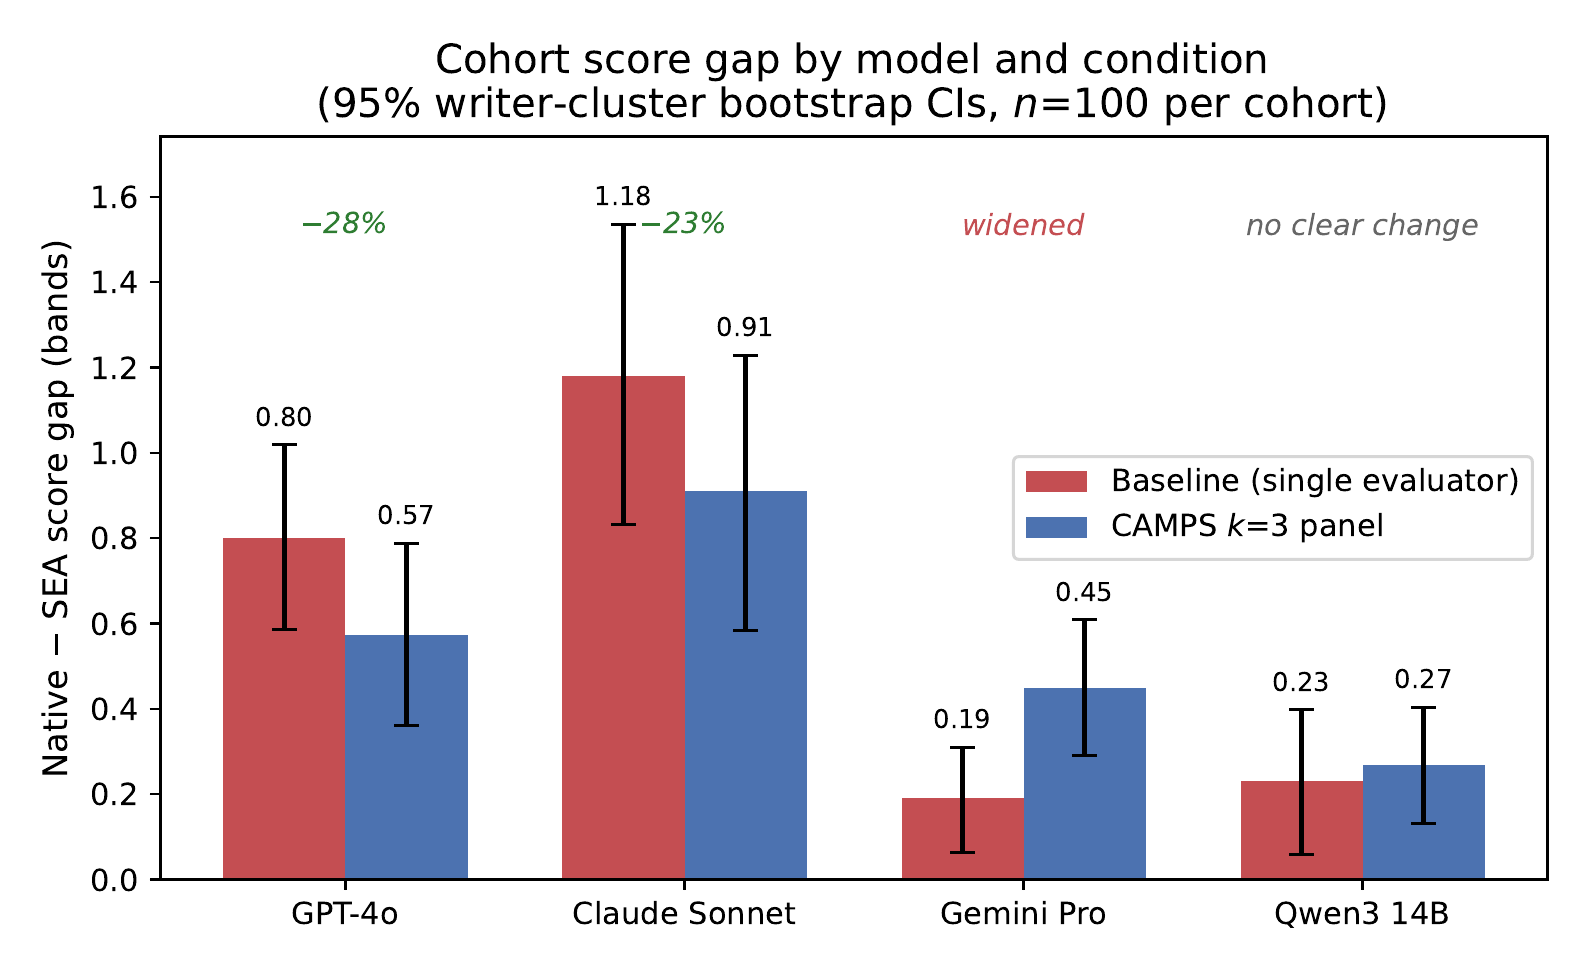 Cohort score gap by model and condition
(95% writer-cluster bootstrap CIs, n=100 per cohort)
Native − SEA score gap (bands)
1.6
1.4
1.2
1.0
0.8
0.6
0.4
0.2
0.0
−28%
1.18
−23%
widened
no clear change
0.80
0.57
0.91
0.19
0.45
0.23
0.27
Baseline (single evaluator)
CAMPS k=3 panel
GPT-4o
Claude Sonnet
Gemini Pro
Qwen3 14B